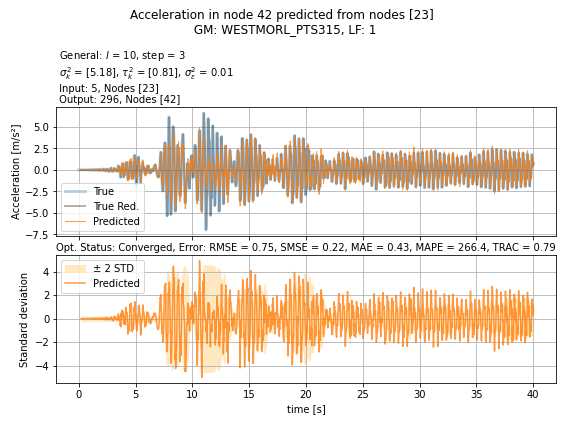 Acceleration in node 42 predicted from nodes [23]
GM: WESTMORL_PTS315, LF: 1
General: l = 10, step = 3
σ²ₖ = [5.18], τ²ₖ = [0.81], σ²ₑ = 0.01
Input: 5, Nodes [23]
Output: 296, Nodes [42]
Acceleration [m/s²]
5.0
2.5
0.0
−2.5
−5.0
−7.5
True
True Red.
Predicted
Opt. Status: Converged, Error: RMSE = 0.75, SMSE = 0.22, MAE = 0.43, MAPE = 266.4, TRAC = 0.79
Standard deviation
4
2
0
−2
−4
± 2 STD
Predicted
0 5 10 15 20 25 30 35 40
time [s]